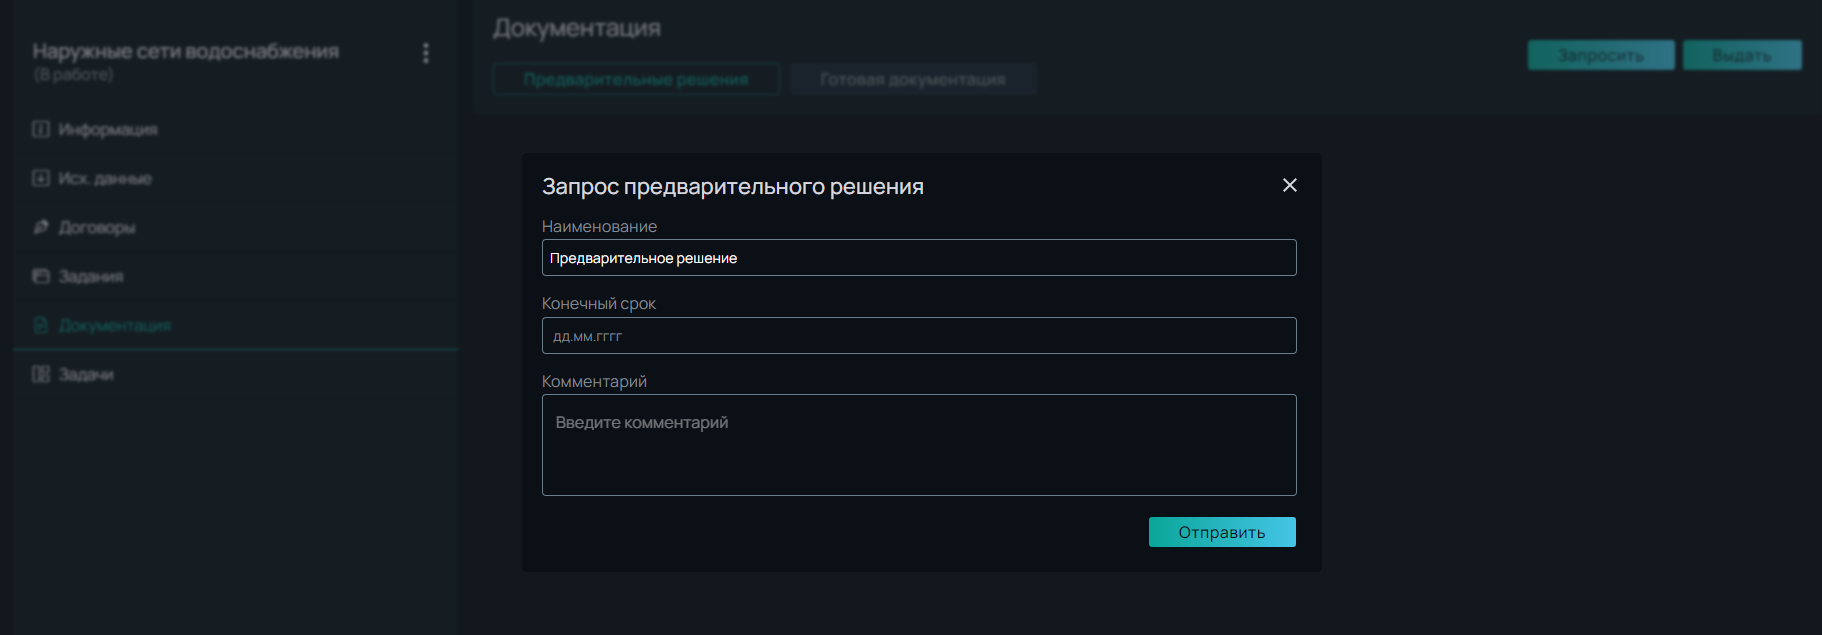 Наружные сети водоснабжения
(В работе)
Информация
Исх. данные
Договоры
Задания
Документация
Задачи
Документация
Предварительные решения
Готовая документация
Запросить
Выдать
Запрос предварительного решения
Наименование
Предварительное решение
Конечный срок
дд.мм.гггг
Комментарий
Введите комментарий
Отправить